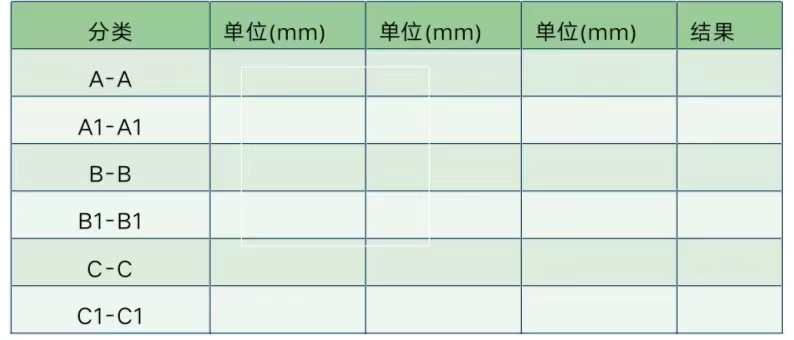 分类 单位(mm) 单位(mm) 单位(mm) 结果
A-A
A1-A1
B-B
B1-B1
C-C
C1-C1